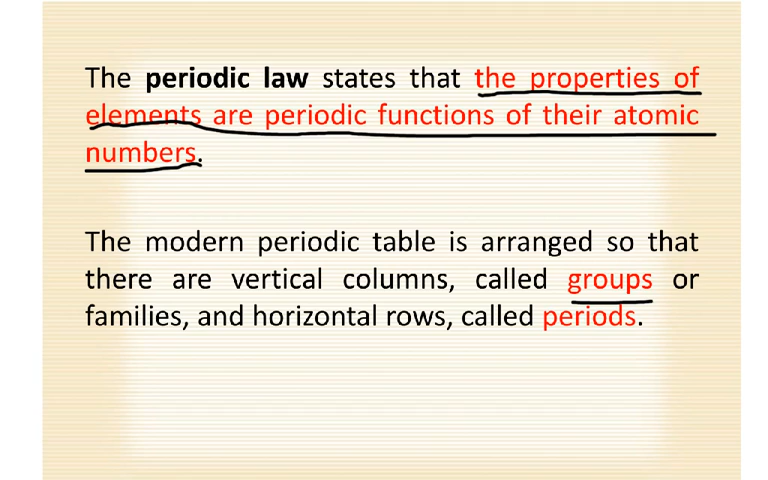 The periodic law states that the properties of
elements are periodic functions of their atomic
numbers.
The modern periodic table is arranged so that
there are vertical columns, called groups or
families, and horizontal rows, called periods.